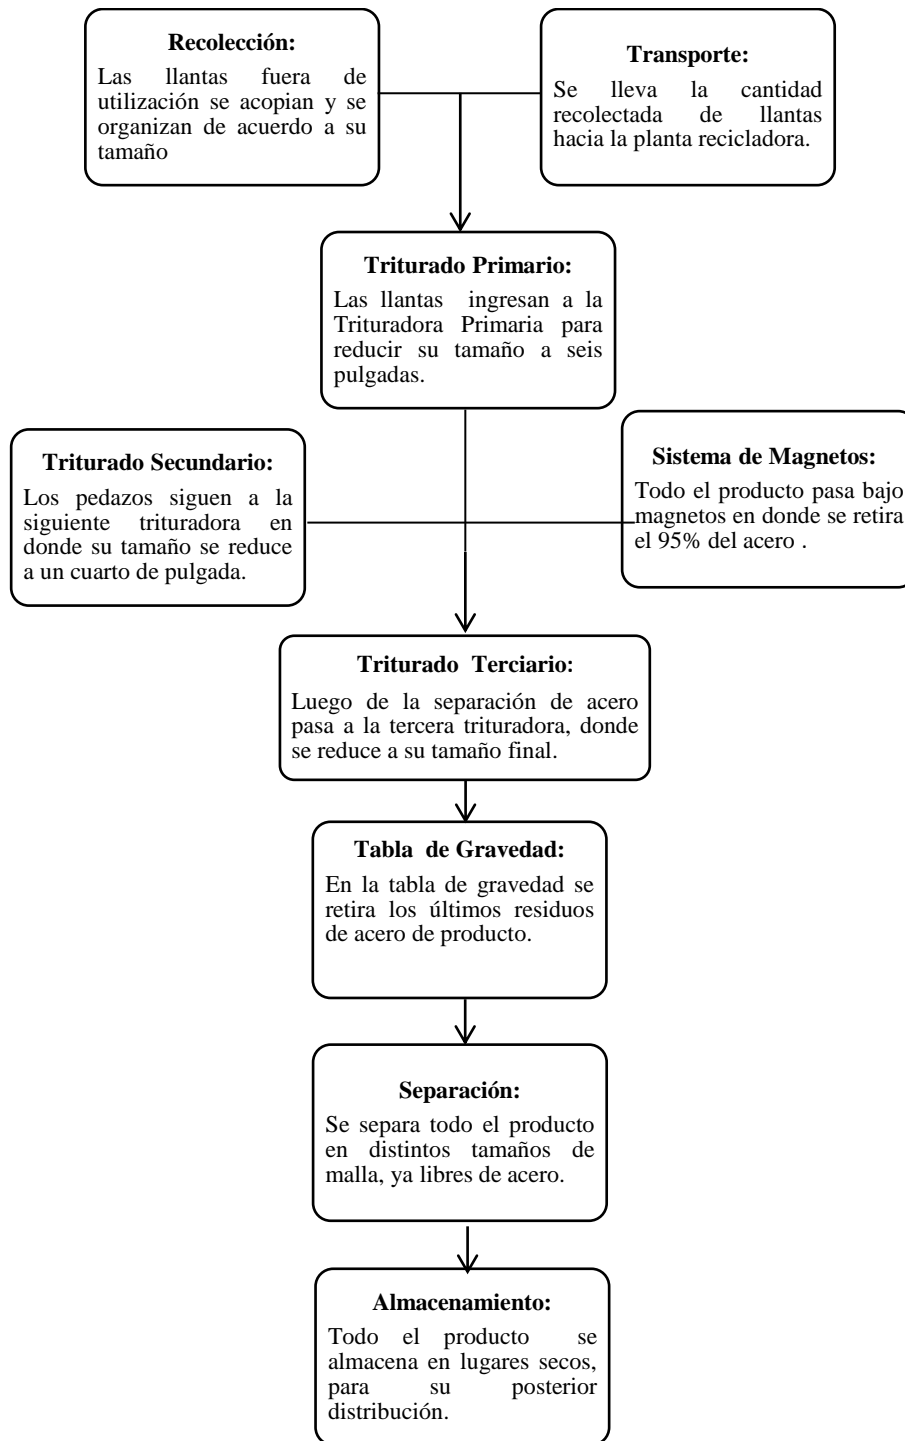 Recolección:
Las llantas fuera de
utilización se acopian y se
organizan de acuerdo a su
tamaño
Transporte:
Se lleva la cantidad
recolectada de llantas
hacia la planta recicladora.
Triturado Primario:
Las llantas ingresan a la
Trituradora Primaria para
reducir su tamaño a seis
pulgadas.
Triturado Secundario:
Los pedazos siguen a la
siguiente trituradora en
donde su tamaño se reduce
a un cuarto de pulgada.
Sistema de Magnetos:
Todo el producto pasa bajo
magnetos en donde se retira
el 95% del acero .
Triturado Terciario:
Luego de la separación de acero
pasa a la tercera trituradora, donde
se reduce a su tamaño final.
Tabla de Gravedad:
En la tabla de gravedad se
retira los últimos residuos
de acero de producto.
Separación:
Se separa todo el producto
en distintos tamaños de
malla, ya libres de acero.
Almacenamiento:
Todo el producto se
almacena en lugares secos,
para su posterior
distribución.